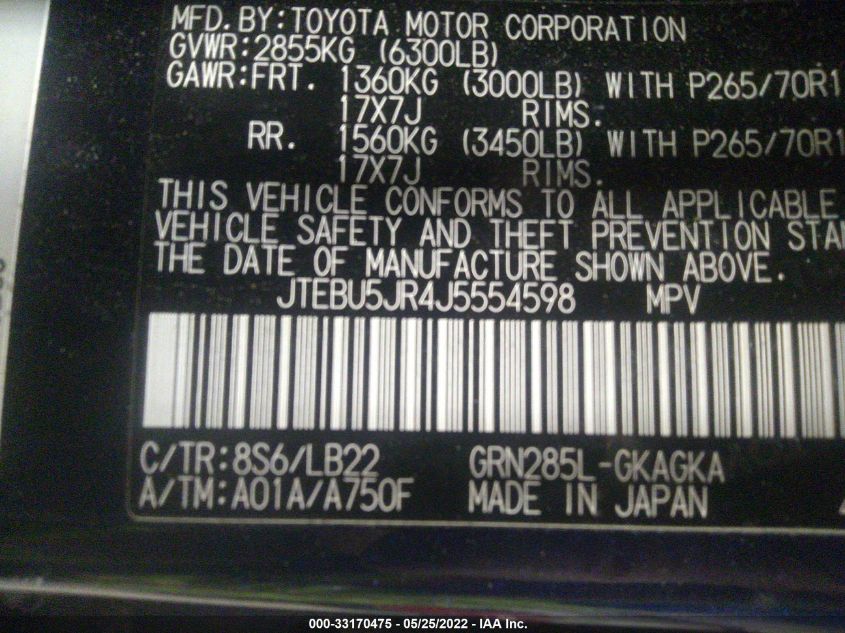 MFD.BY:TOYOTA MOTOR CORPORATION
GVWR:2855KG (6300LB)
GAWR:FRT. 1360KG (3000LB) WITH P265/70R1
17X7J RIMS.
RR. 1560KG (3450LB) WITH P265/70R1
17X7J RIMS.
THIS VEHICLE CONFORMS TO ALL APPLICABLE
VEHICLE SAFETY AND THEFT PREVENTION STAN
THE DATE OF MANUFACTURE SHOWN ABOVE.
JTEBU5JR4J5554598 MPV
C/TR:8S6/LB22 GRN285L-GKAGKA
A/TM:A01A/A750F MADE IN JAPAN
000-33170475 - 05/25/2022 - IAA Inc.